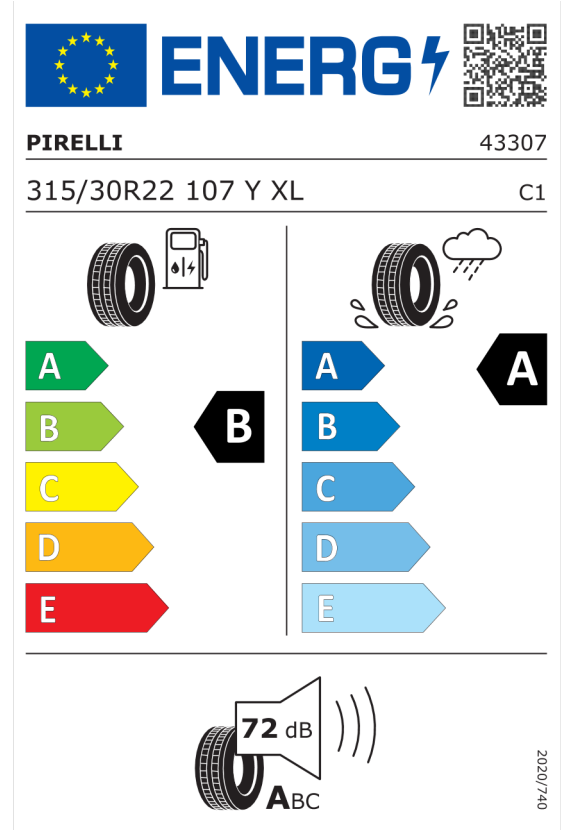 ENERG
PIRELLI 43307
315/30R22 107 Y XL C1
A
B
C
D
E
B
A
B
C
D
E
A
72 dB
ABC
2020/740